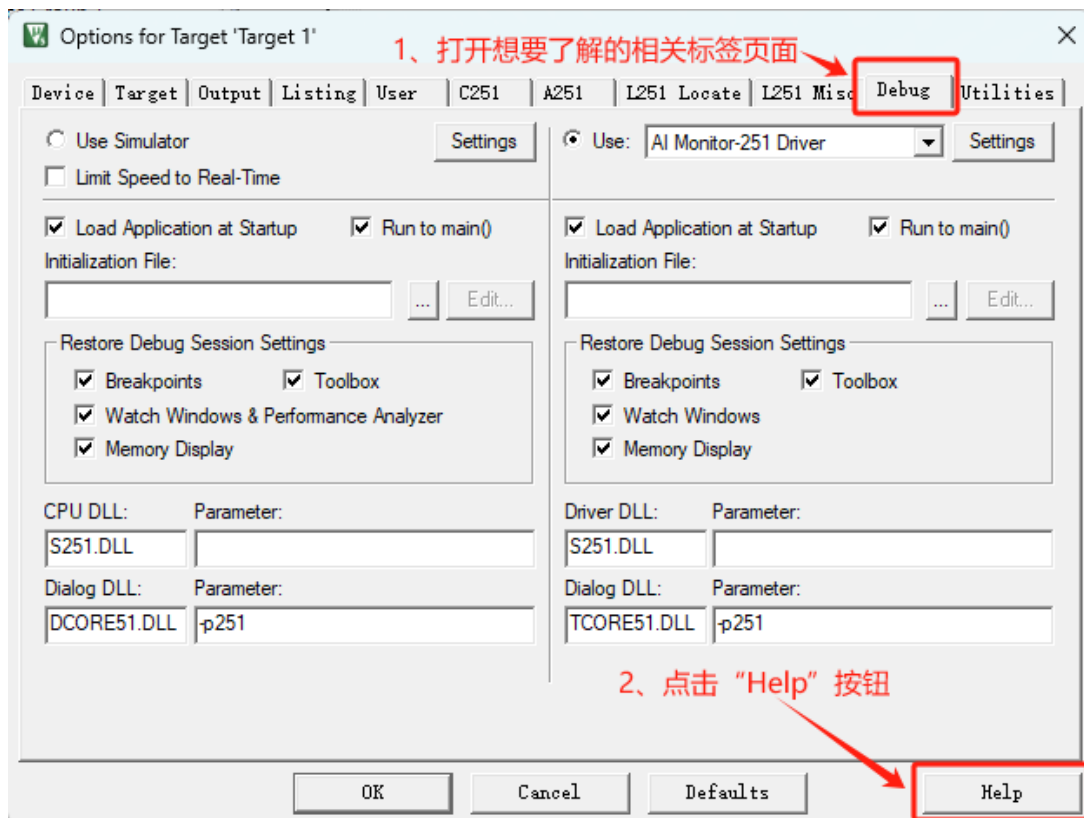 Options for Target 'Target 1'
1、打开想要了解的相关标签页面
Device Target Output Listing User C251 A251 L251 Locate L251 Misc Debug Utilities
Use Simulator Settings
Limit Speed to Real-Time
Use: AI Monitor-251 Driver Settings
Load Application at Startup Run to main()
Initialization File:
... Edit...
Load Application at Startup Run to main()
Initialization File:
... Edit...
Restore Debug Session Settings
Breakpoints Toolbox
Watch Windows & Performance Analyzer
Memory Display
Restore Debug Session Settings
Breakpoints Toolbox
Watch Windows
Memory Display
CPU DLL: Parameter:
S251.DLL
Dialog DLL: Parameter:
DCORE51.DLL -p251
Driver DLL: Parameter:
S251.DLL
Dialog DLL: Parameter:
TCORE51.DLL -p251
2、点击“Help”按钮
OK Cancel Defaults Help